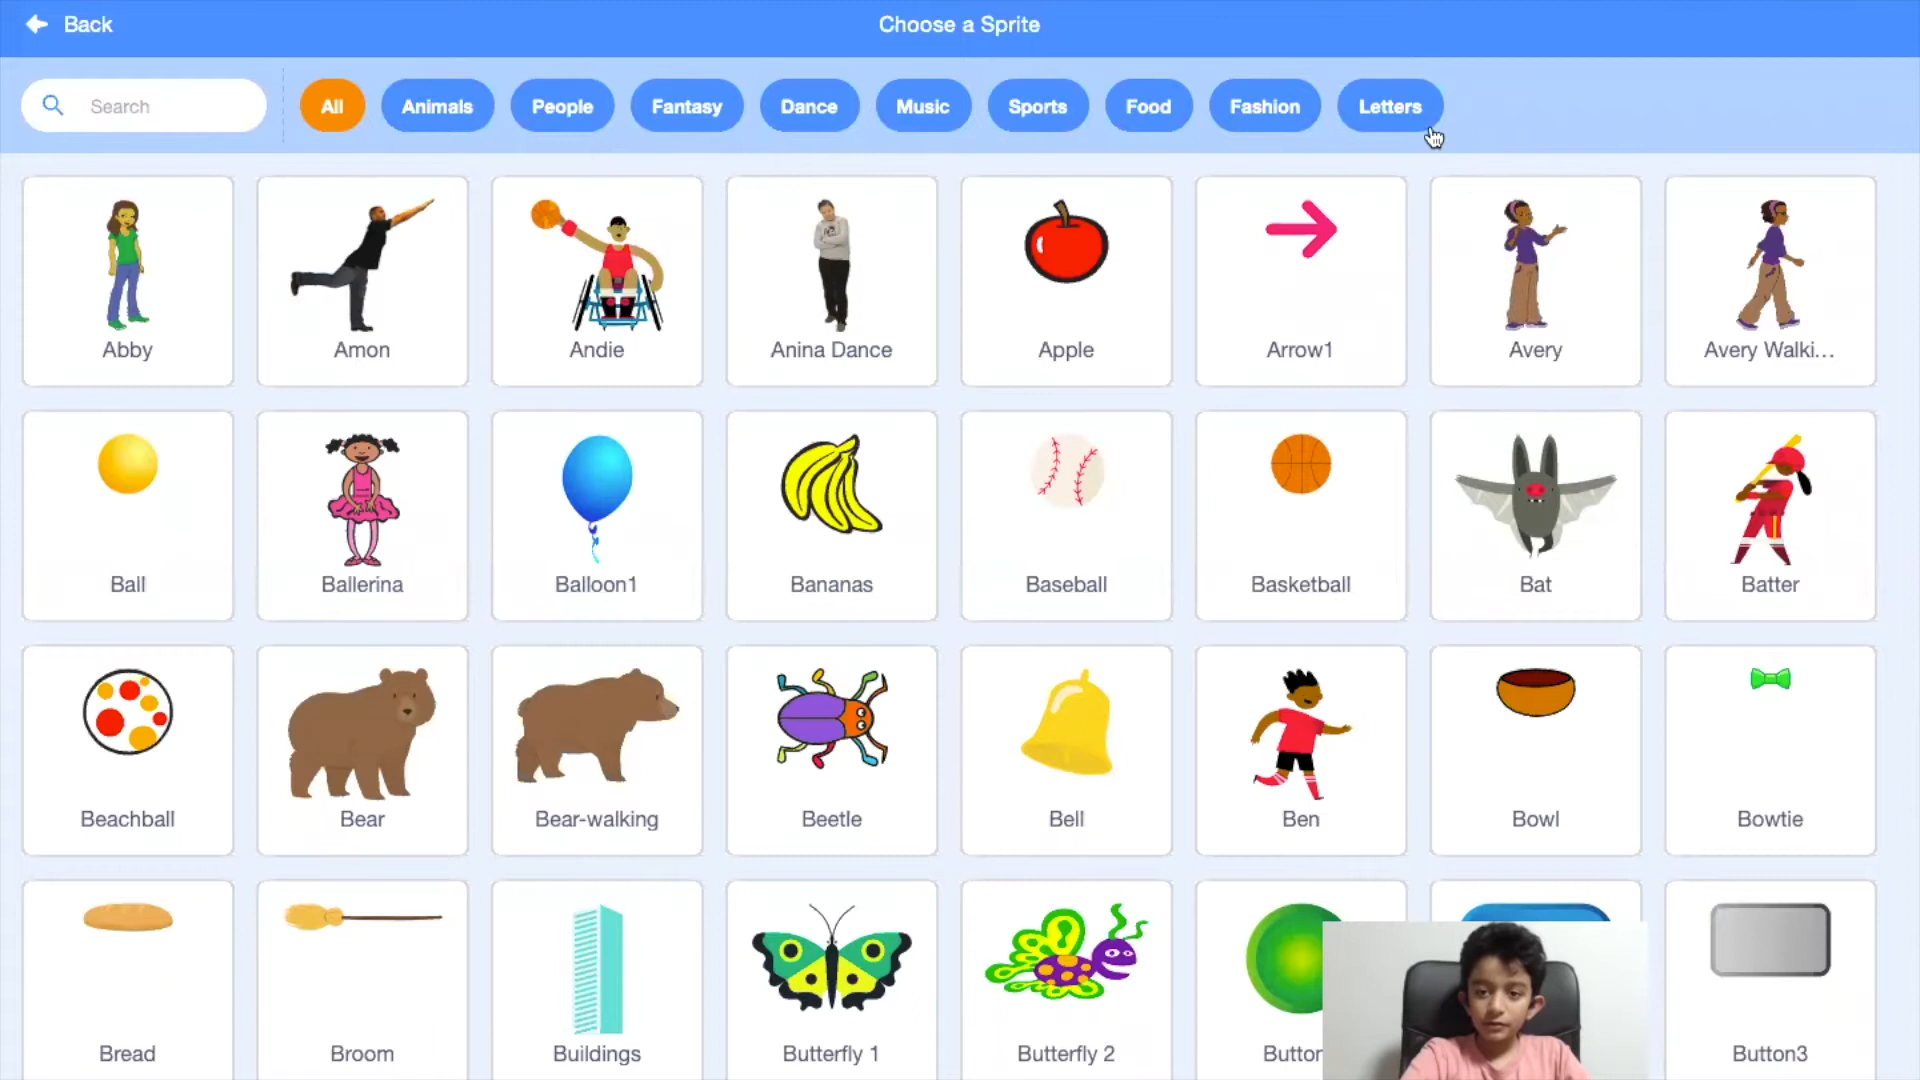 Back
Choose a Sprite
Search
All
Animals
People
Fantasy
Dance
Music
Sports
Food
Fashion
Letters
Abby
Amon
Andie
Anina Dance
Apple
Arrow1
Avery
Avery Walki...
Ball
Ballerina
Balloon1
Bananas
Baseball
Basketball
Bat
Batter
Beachball
Bear
Bear-walking
Beetle
Bell
Ben
Bowl
Bowtie
Bread
Broom
Buildings
Butterfly 1
Butterfly 2
Button3